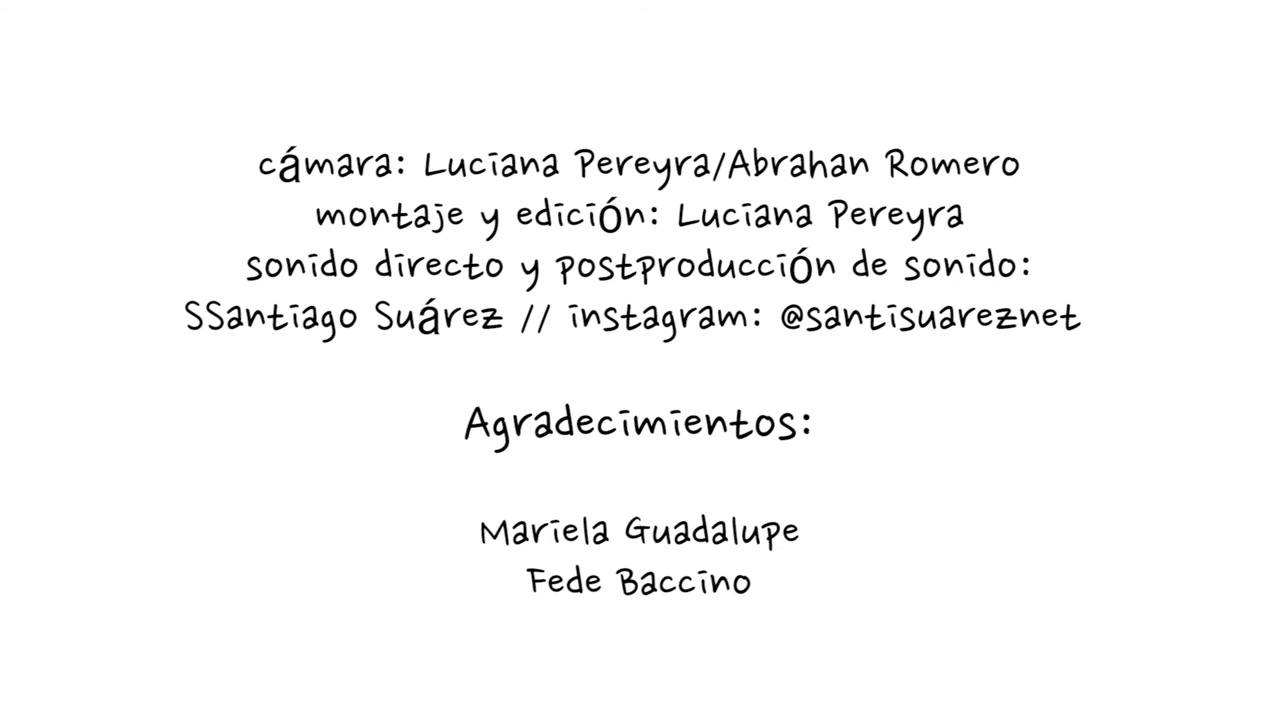 cámara: Luciana Pereyra/Abrahan Romero
montaje y edición: Luciana Pereyra
sonido directo y postproducción de sonido:
SSantiago Suárez // instagram: @santisuareznet
Agradecimientos:
Mariela Guadalupe
Fede Baccino